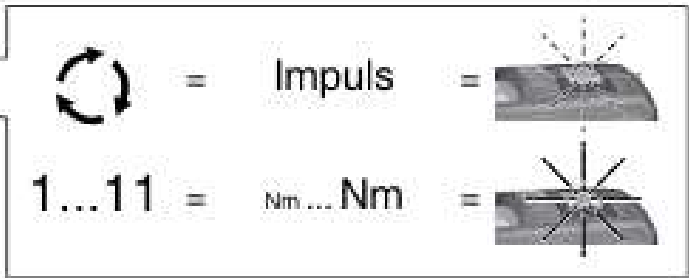 = Impuls =
1...11 = Nm ... Nm =